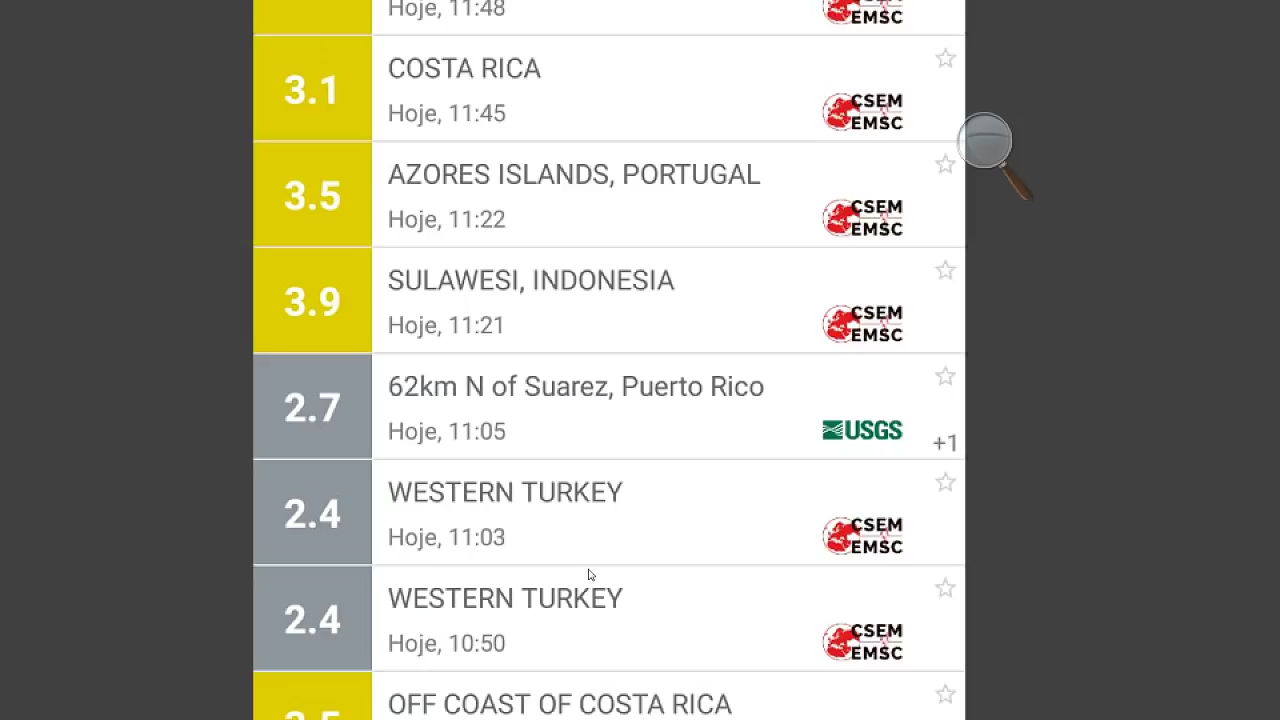 Hoje, 11:48
EMSC
3.1
COSTA RICA
Hoje, 11:45
CSEM
EMSC
3.5
AZORES ISLANDS, PORTUGAL
Hoje, 11:22
CSEM
EMSC
3.9
SULAWESI, INDONESIA
Hoje, 11:21
CSEM
EMSC
2.7
62km N of Suarez, Puerto Rico
Hoje, 11:05
USGS
+1
2.4
WESTERN TURKEY
Hoje, 11:03
CSEM
EMSC
2.4
WESTERN TURKEY
Hoje, 10:50
CSEM
EMSC
OFF COAST OF COSTA RICA